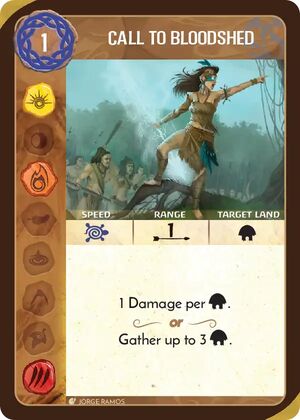 1
CALL TO BLOODSHED
SPEED
RANGE
TARGET LAND
1
1 Damage per .
or
Gather up to 3 .
JORGE RAMOS